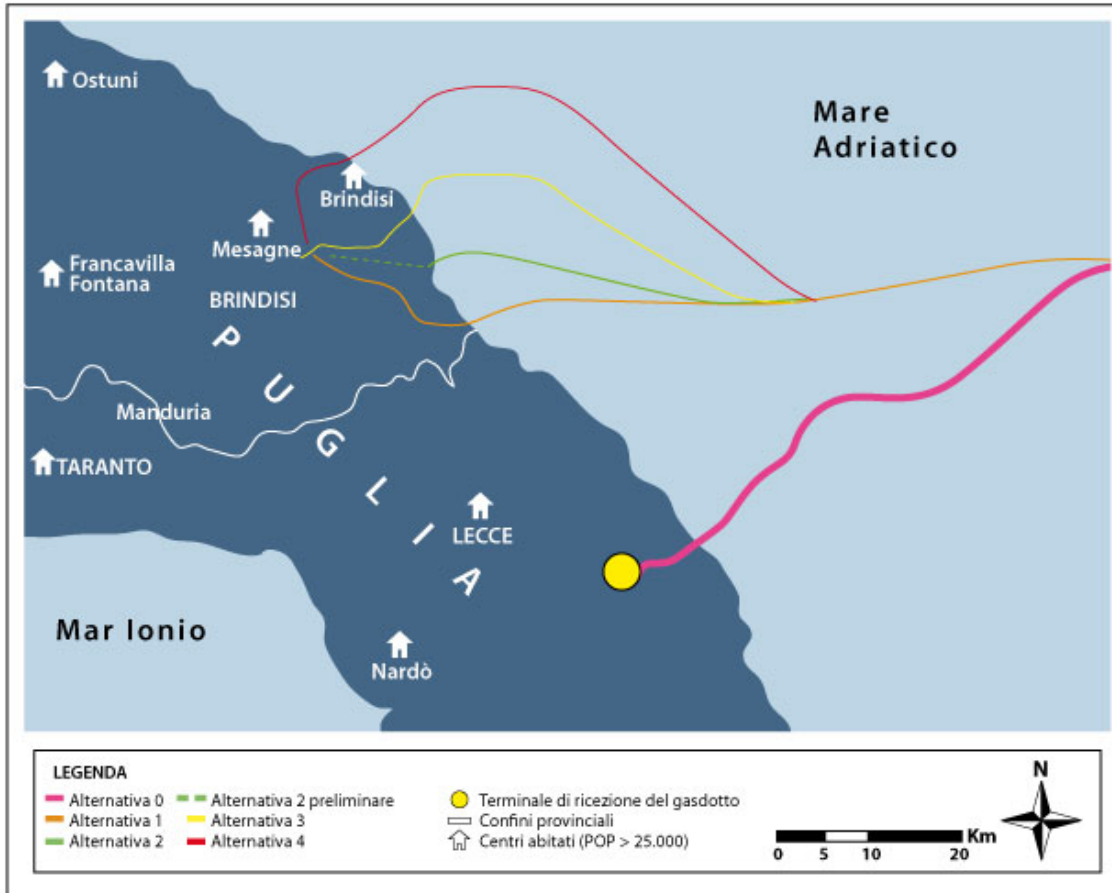 Ostuni
Mare
Adriatico
Brindisi
Mesagne
Francavilla
Fontana
BRINDISI
PUGLIA
Manduria
TARANTO
LECCE
Mar Ionio
Nardò
LEGENDA
Alternativa 0
Alternativa 1
Alternativa 2
Alternativa 2 preliminare
Alternativa 3
Alternativa 4
Terminale di ricezione del gasdotto
Confini provinciali
Centri abitati (POP > 25.000)
0 5 10 20 Km
N